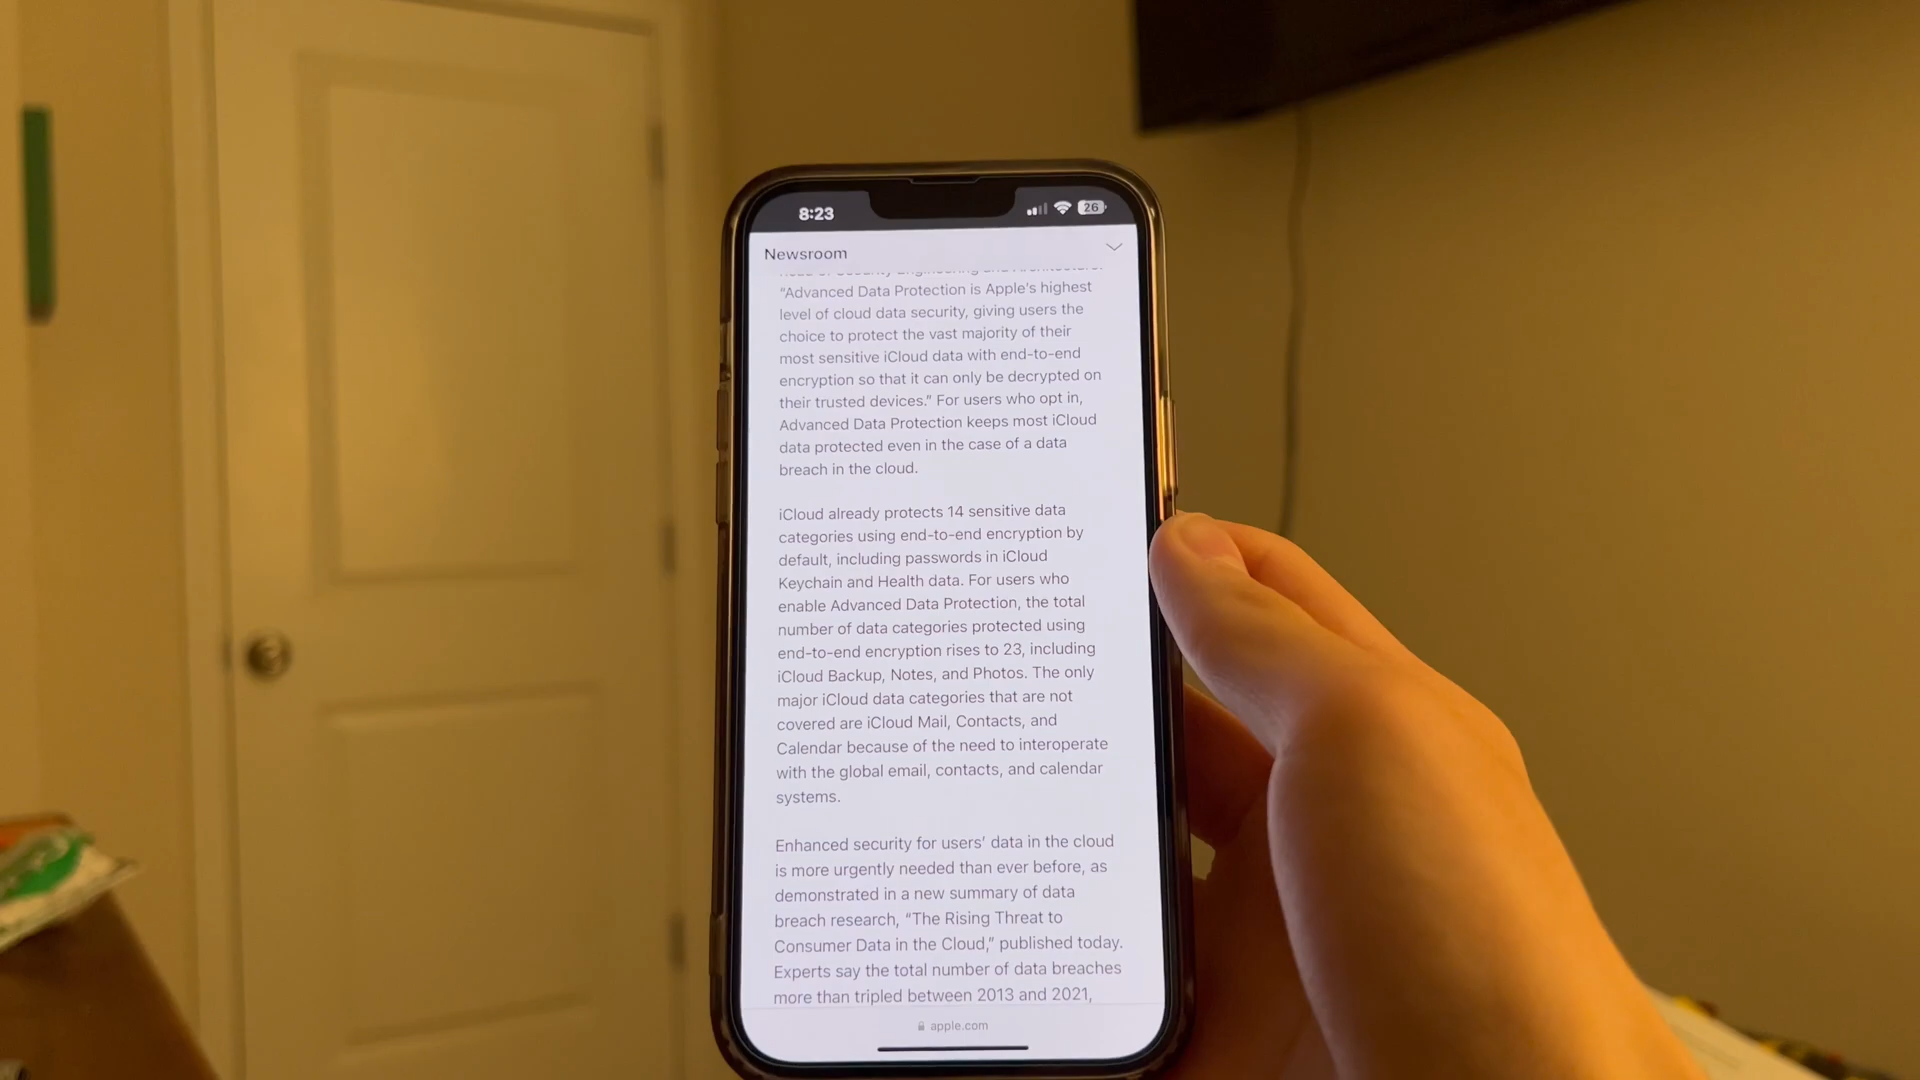 8:23
26
Newsroom
Head of Security Engineering and Architecture.
“Advanced Data Protection is Apple’s highest
level of cloud data security, giving users the
choice to protect the vast majority of their
most sensitive iCloud data with end-to-end
encryption so that it can only be decrypted on
their trusted devices.” For users who opt in,
Advanced Data Protection keeps most iCloud
data protected even in the case of a data
breach in the cloud.
iCloud already protects 14 sensitive data
categories using end-to-end encryption by
default, including passwords in iCloud
Keychain and Health data. For users who
enable Advanced Data Protection, the total
number of data categories protected using
end-to-end encryption rises to 23, including
iCloud Backup, Notes, and Photos. The only
major iCloud data categories that are not
covered are iCloud Mail, Contacts, and
Calendar because of the need to interoperate
with the global email, contacts, and calendar
systems.
Enhanced security for users’ data in the cloud
is more urgently needed than ever before, as
demonstrated in a new summary of data
breach research, “The Rising Threat to
Consumer Data in the Cloud,” published today.
Experts say the total number of data breaches
more than tripled between 2013 and 2021,
apple.com